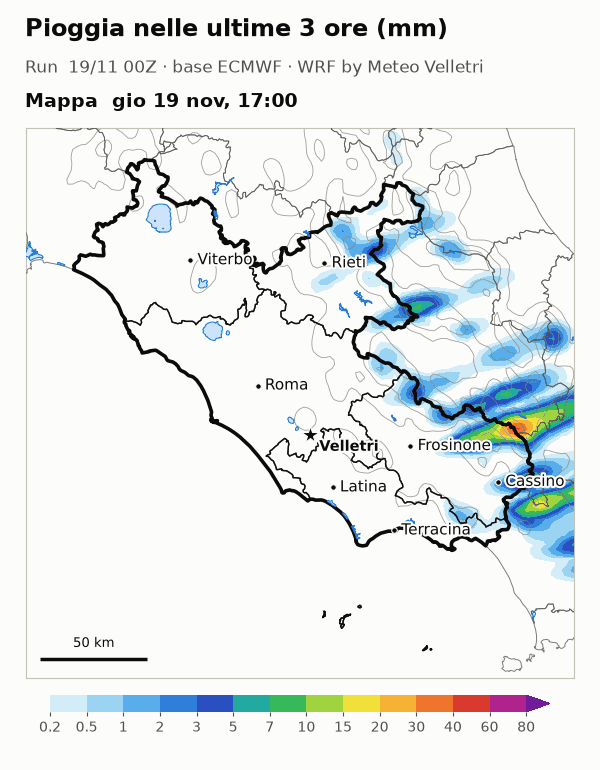 Pioggia nelle ultime 3 ore (mm)
Run  19/11 00Z · base ECMWF · WRF by Meteo Velletri
Mappa  gio 19 nov, 17:00
Viterbo
Rieti
Roma
Velletri
Frosinone
Cassino
Latina
Terracina
50 km
0.2 0.5 1 2 3 5 7 10 15 20 30 40 60 80